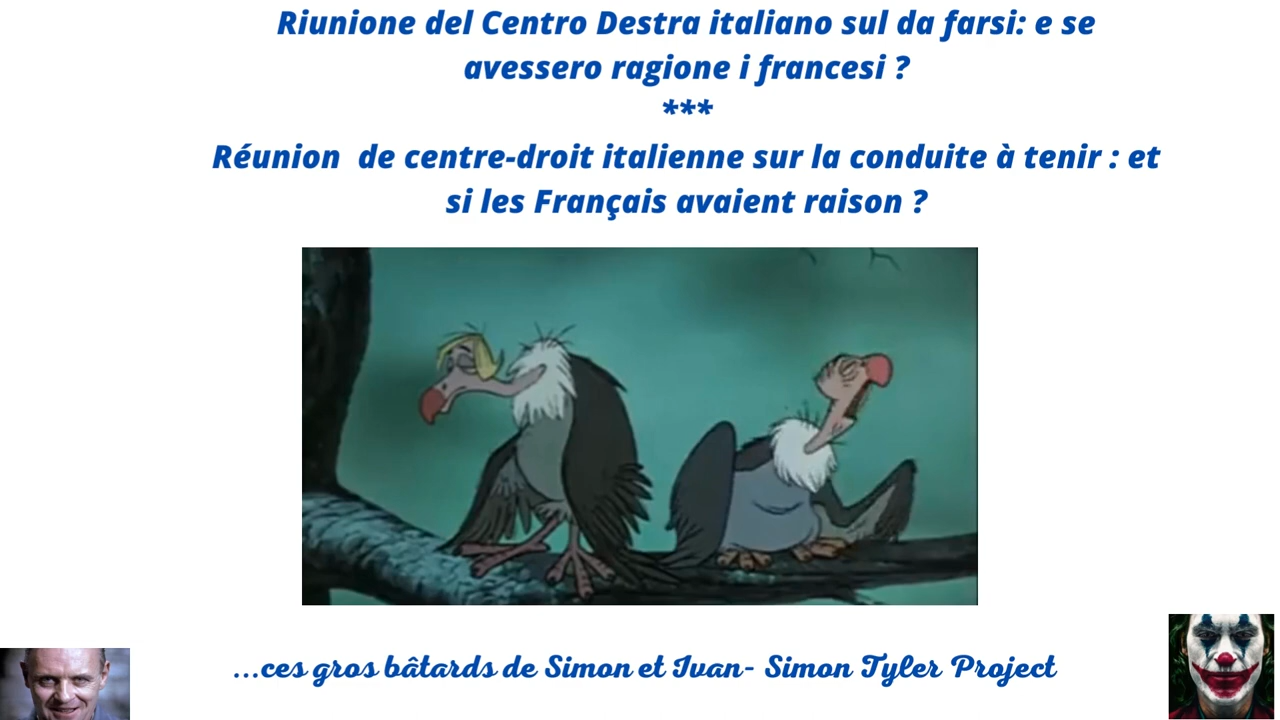 Riunione del Centro Destra italiano sul da farsi: e se
avessero ragione i francesi ?
***
Réunion  de centre-droit italienne sur la conduite à tenir : et
si les Français avaient raison ?
...ces gros bâtards de Simon et Ivan- Simon Tyler Project